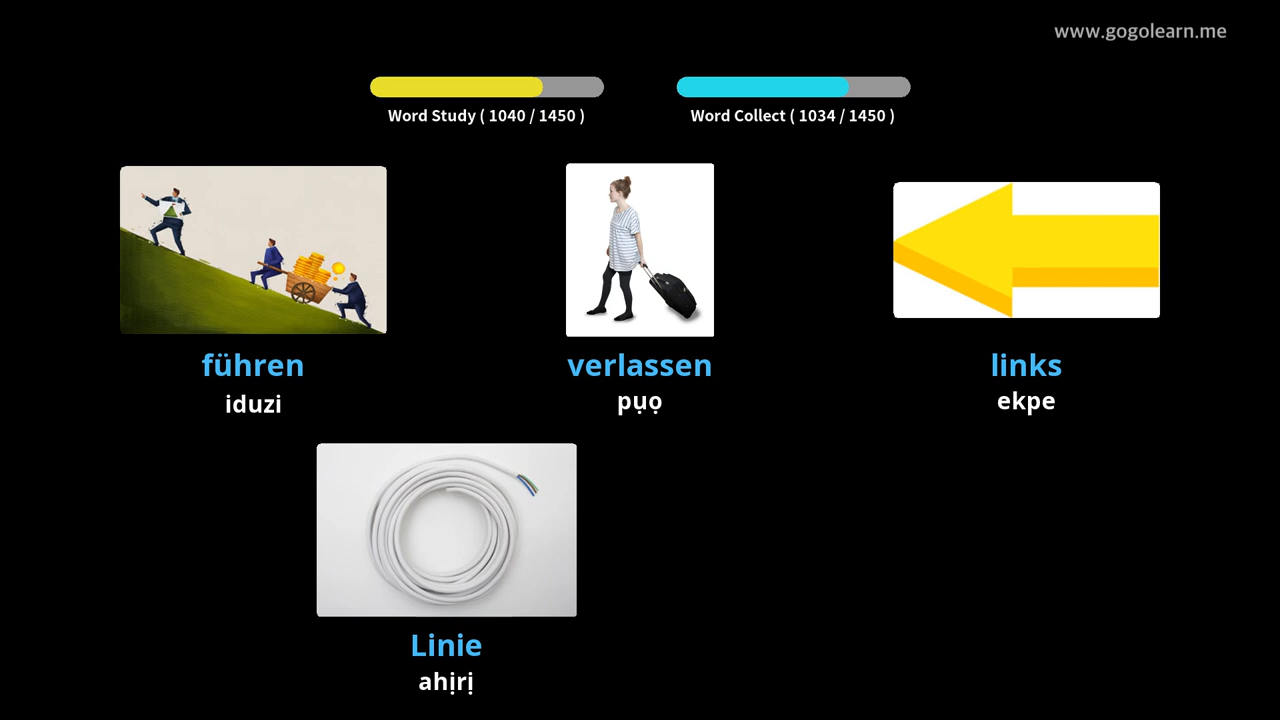 www.gogolearn.me
Word Study ( 1040 / 1450 )
Word Collect ( 1034 / 1450 )
führen
iduzi
verlassen
pụọ
links
ekpe
Linie
ahịrị